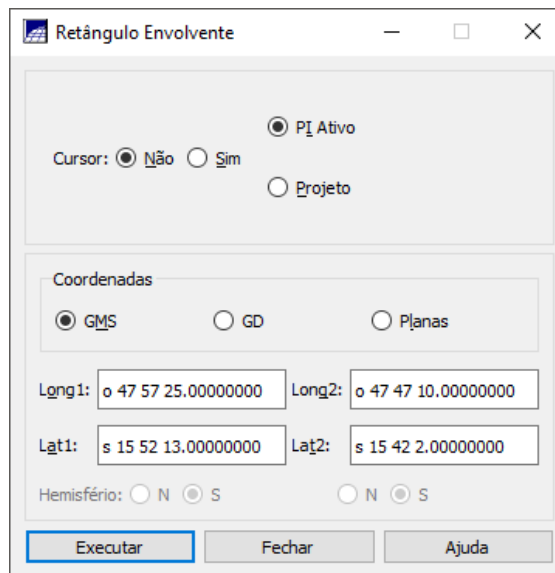 Retângulo Envolvente
PI Ativo
Cursor: Não Sim
Projeto
Coordenadas
GMS GD Planas
Long1: o 47 57 25.00000000 Long2: o 47 47 10.00000000
Lat1: s 15 52 13.00000000 Lat2: s 15 42 2.00000000
Hemisfério: N S N S
Executar Fechar Ajuda